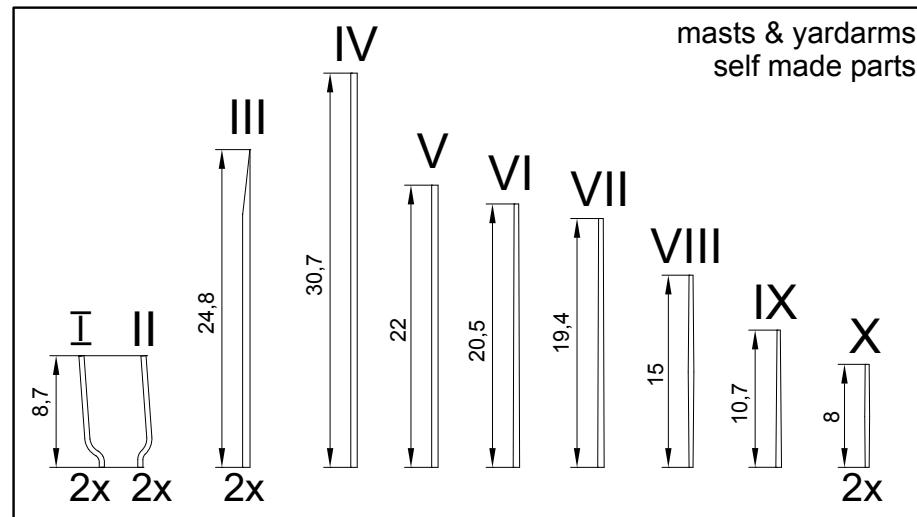 masts & yardarms
self made parts
I
II
III
IV
V
VI
VII
VIII
IX
X
8,7
24,8
30,7
22
20,5
19,4
15
10,7
8
2x
2x
2x
2x